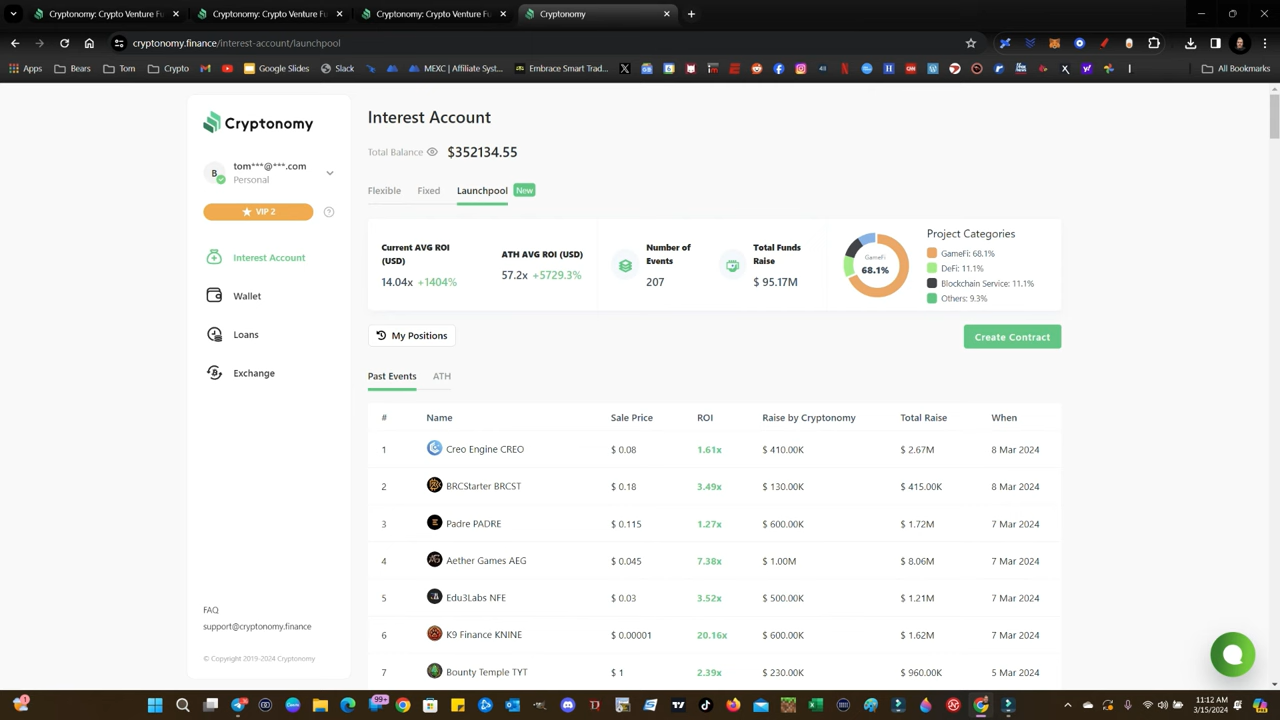 Cryptonomy: Crypto Venture Fu
Cryptonomy: Crypto Venture Fu
Cryptonomy: Crypto Venture Fu
Cryptonomy
cryptonomy.finance/interest-account/launchpool
Apps
Bears
Tom
Crypto
Google Slides
Slack
MEXC | Affiliate Syst...
Embrace Smart Trad...
All Bookmarks
Cryptonomy
Interest Account
Total Balance
$352134.55
B
tom***@***.com
Personal
VIP 2
Flexible
Fixed
Launchpool
New
Interest Account
Wallet
Loans
Exchange
Current AVG ROI
(USD)
14.04x +1404%
ATH AVG ROI (USD)
57.2x +5729.3%
Number of
Events
207
Total Funds
Raise
$ 95.17M
GameFi
68.1%
Project Categories
GameFi: 68.1%
DeFi: 11.1%
Blockchain Service: 11.1%
Others: 9.3%
My Positions
Create Contract
Past Events
ATH
# Name Sale Price ROI Raise by Cryptonomy Total Raise When
1 Creo Engine CREO $ 0.08 1.61x $ 410.00K $ 2.67M 8 Mar 2024
2 BRCStarter BRCST $ 0.18 3.49x $ 130.00K $ 415.00K 8 Mar 2024
3 Padre PADRE $ 0.115 1.27x $ 600.00K $ 1.72M 7 Mar 2024
4 Aether Games AEG $ 0.045 7.38x $ 1.00M $ 8.06M 7 Mar 2024
5 Edu3Labs NFE $ 0.03 3.52x $ 500.00K $ 1.21M 7 Mar 2024
6 K9 Finance KNINE $ 0.00001 20.16x $ 600.00K $ 1.62M 7 Mar 2024
7 Bounty Temple TYT $ 1 2.39x $ 230.00K $ 960.00K 5 Mar 2024
FAQ
support@cryptonomy.finance
© Copyright 2019-2024 Cryptonomy
99+
11:12 AM
3/15/2024